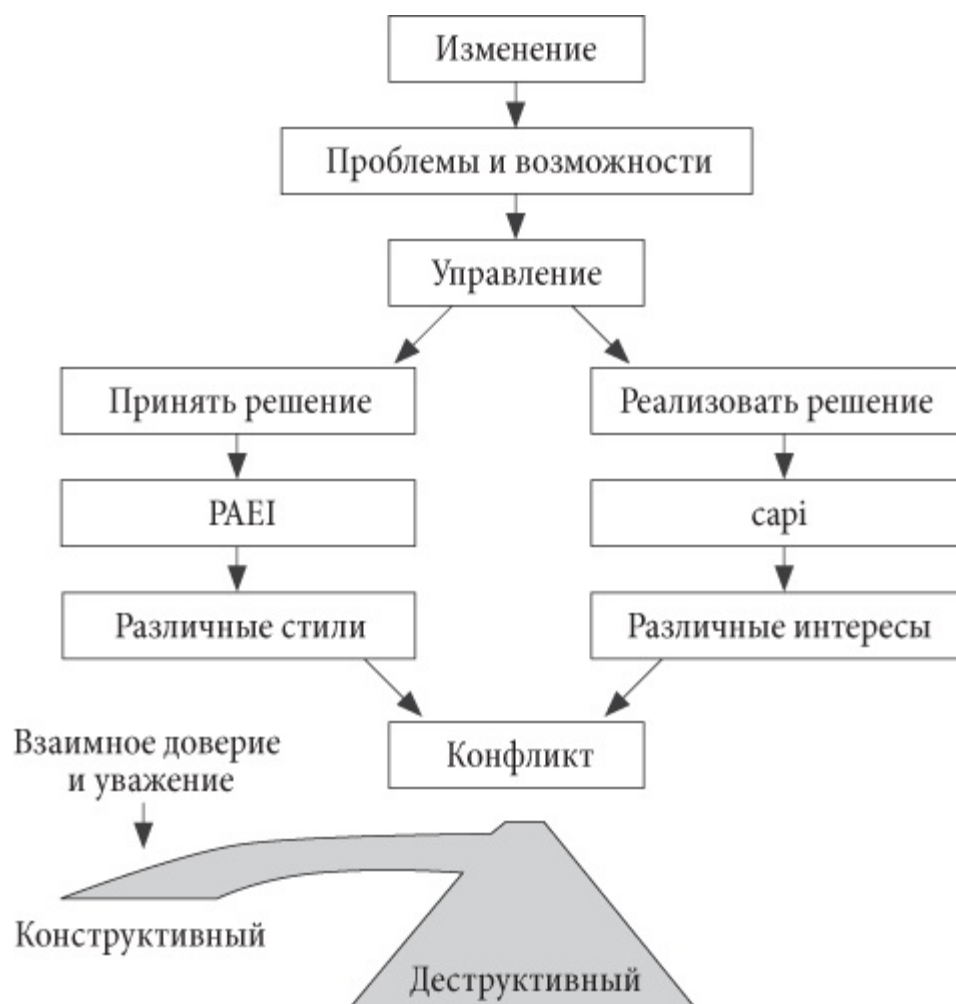 Изменение
Проблемы и возможности
Управление
Принять решение
Реализовать решение
PAEI
capi
Различные стили
Различные интересы
Взаимное доверие
и уважение
Конфликт
Конструктивный
Деструктивный